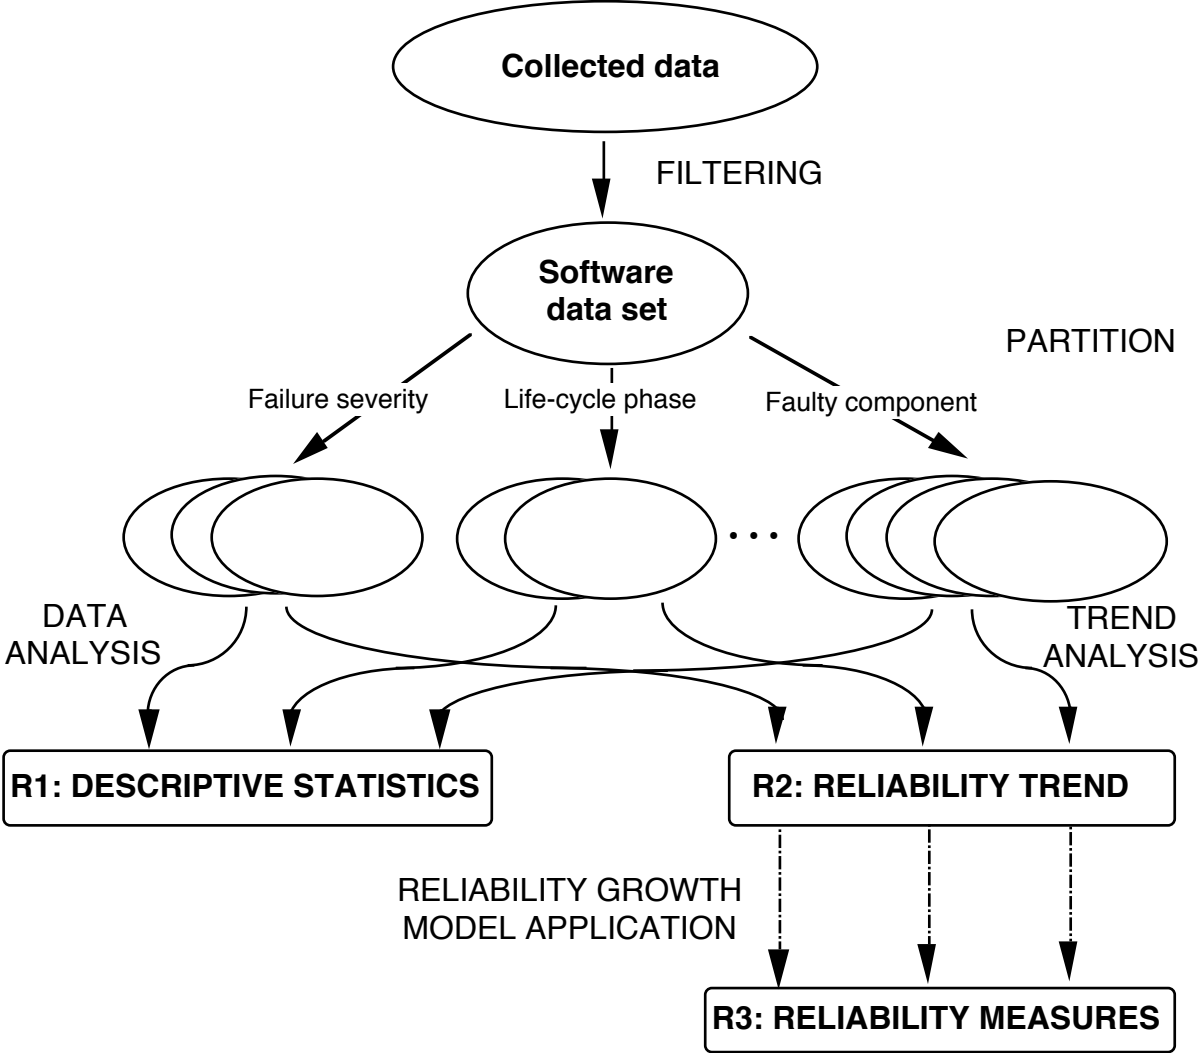 Collected data
FILTERING
Software
data set
PARTITION
Failure severity
Life-cycle phase
Faulty component
. . .
DATA
ANALYSIS
TREND
ANALYSIS
R1: DESCRIPTIVE STATISTICS
R2: RELIABILITY TREND
RELIABILITY GROWTH
MODEL APPLICATION
R3: RELIABILITY MEASURES